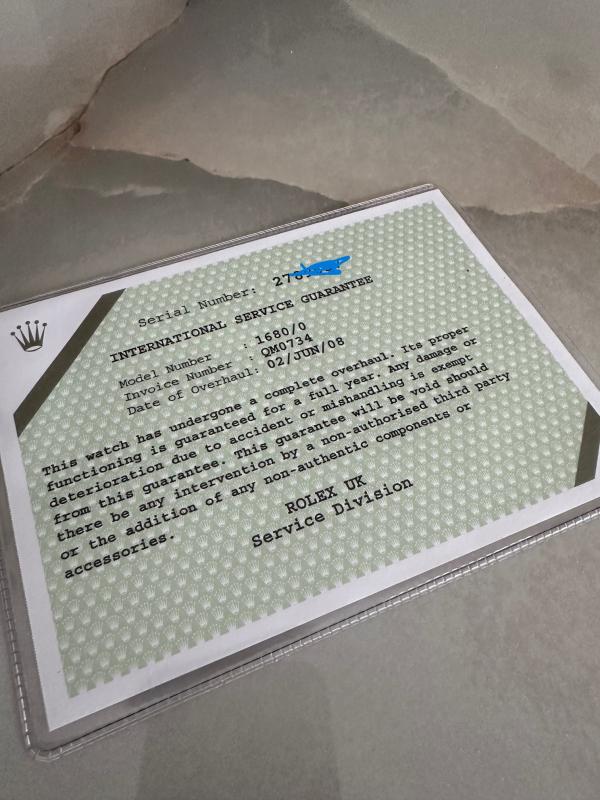 Serial Number: 278
INTERNATIONAL SERVICE GUARANTEE
Model Number : 1680/0
Invoice Number : QM0734
Date of Overhaul: 02/JUN/08
This watch has undergone a complete overhaul. Its proper
functioning is guaranteed for a full year. Any damage or
deterioration due to accident or mishandling is exempt
from this guarantee. This guarantee will be void should
there be any intervention by a non-authorised third party
or the addition of any non-authentic components or
accessories.
ROLEX UK
Service Division